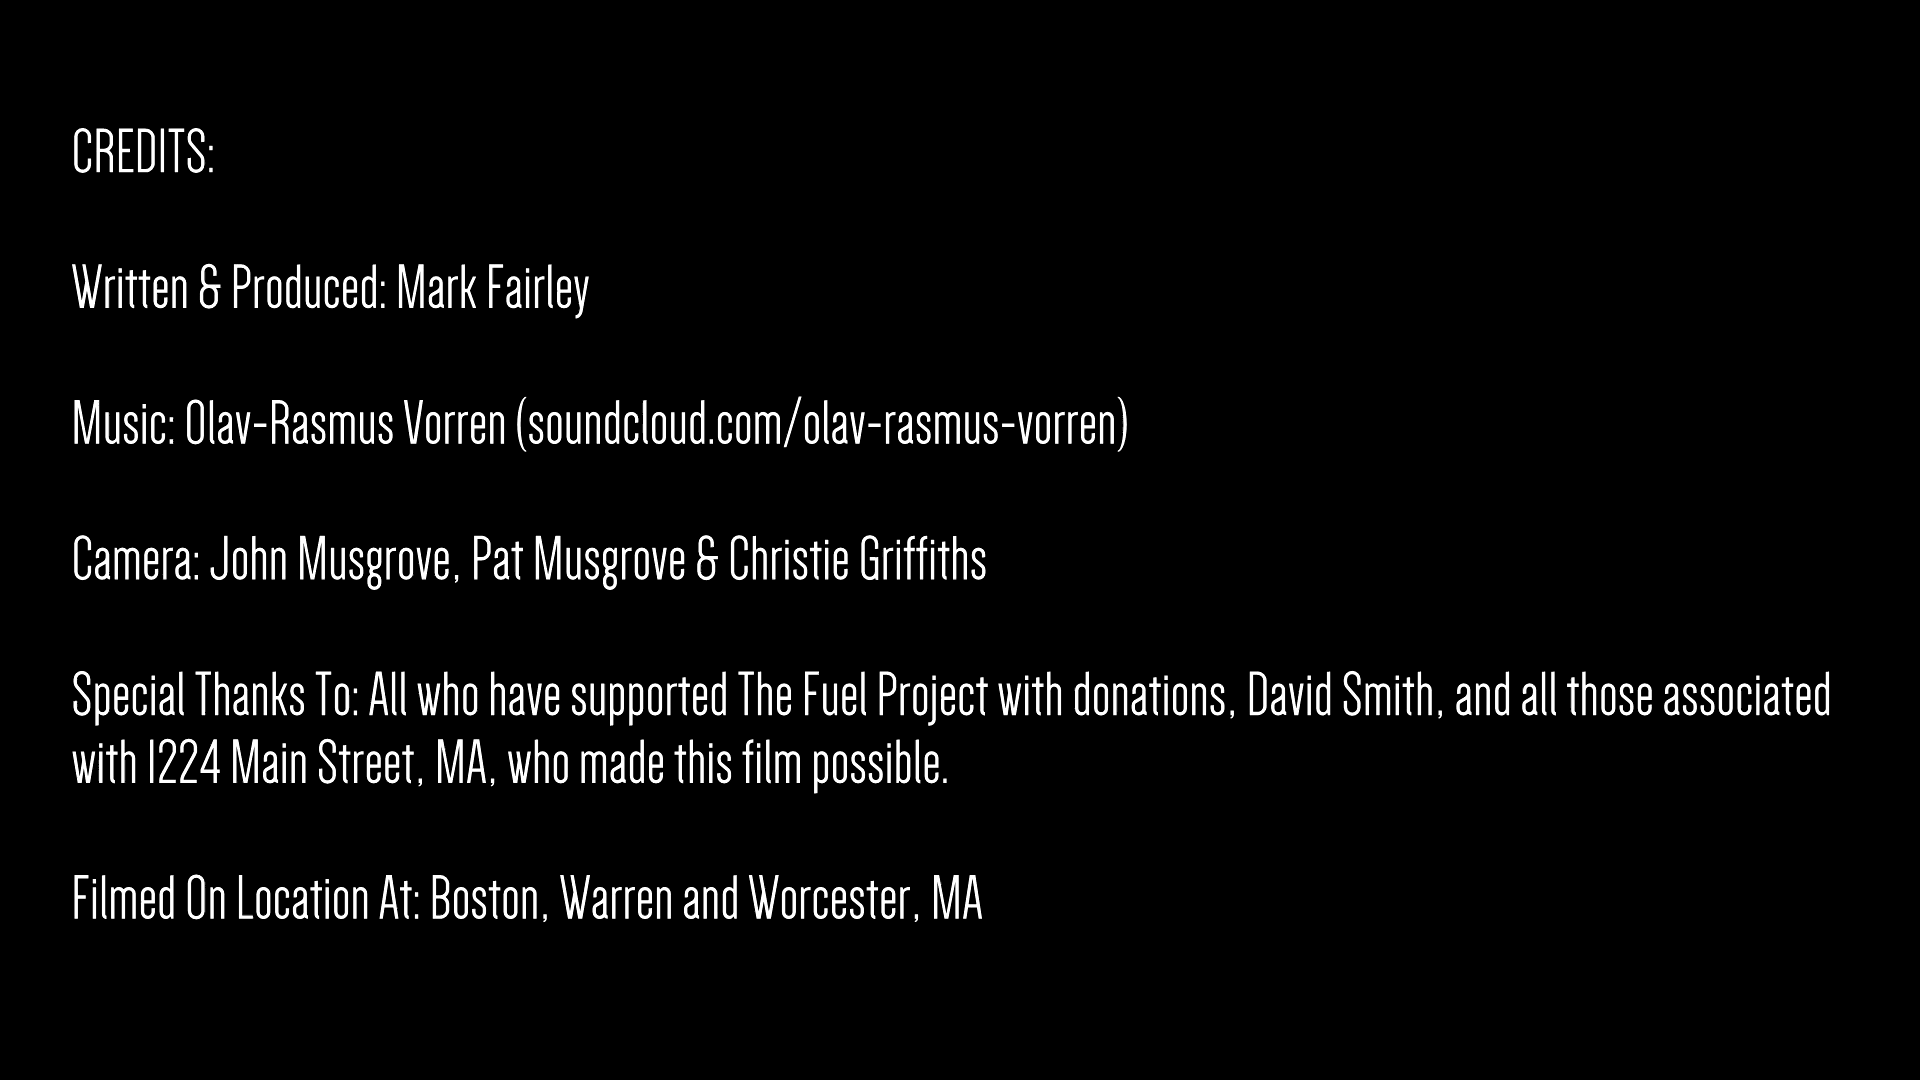 CREDITS:
Written & Produced: Mark Fairley
Music: Olav-Rasmus Vorren (soundcloud.com/olav-rasmus-vorren)
Camera: John Musgrove, Pat Musgrove & Christie Griffiths
Special Thanks To: All who have supported The Fuel Project with donations, David Smith, and all those associated
with 1224 Main Street, MA, who made this film possible.
Filmed On Location At: Boston, Warren and Worcester, MA